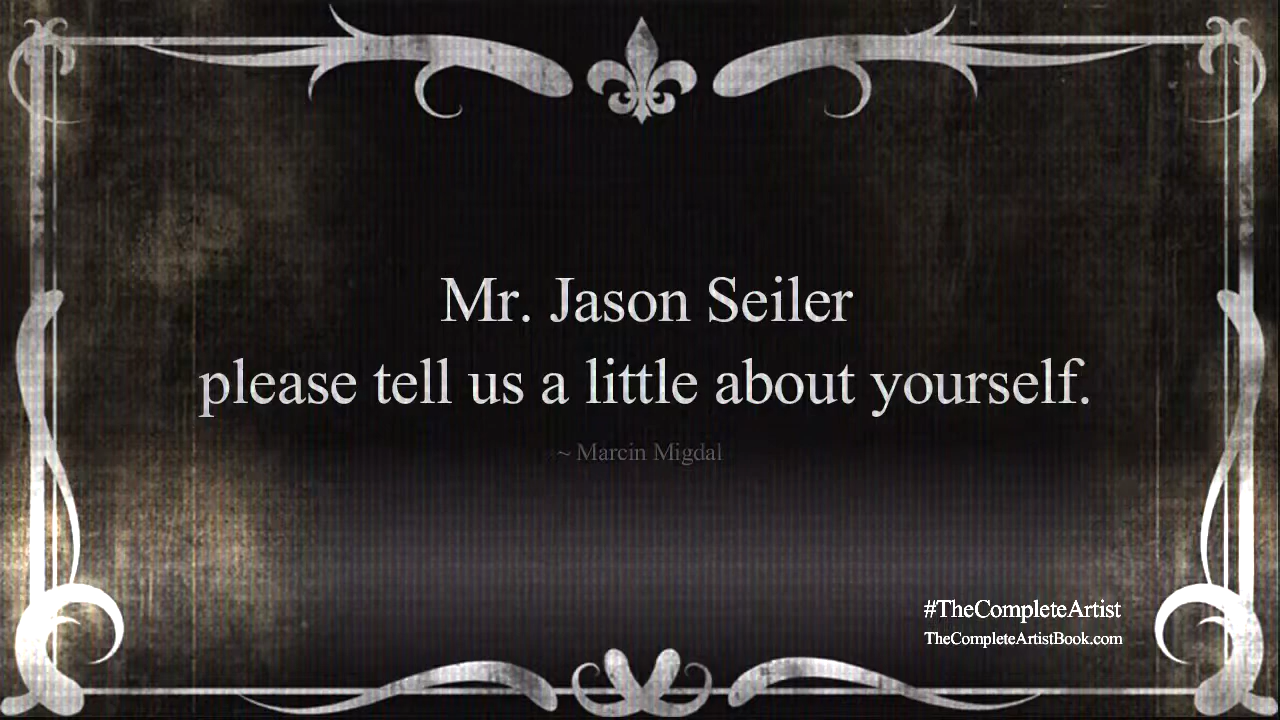 Mr. Jason Seiler
please tell us a little about yourself.
~ Marcin Migdal
#TheCompleteArtist
TheCompleteArtistBook.com